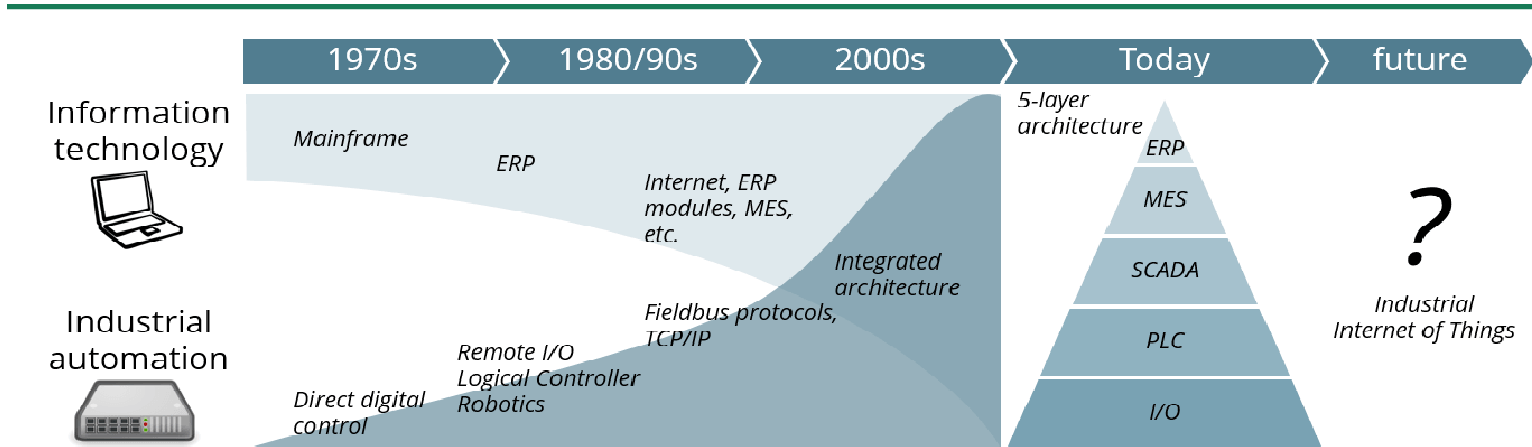 1970s
1980/90s
2000s
Today
future
Information
technology
Industrial
automation
Mainframe
ERP
Internet, ERP
modules, MES,
etc.
Integrated
architecture
Fieldbus protocols,
TCP/IP
Remote I/O
Logical Controller
Robotics
Direct digital
control
5-layer
architecture
ERP
MES
SCADA
PLC
I/O
?
Industrial
Internet of Things